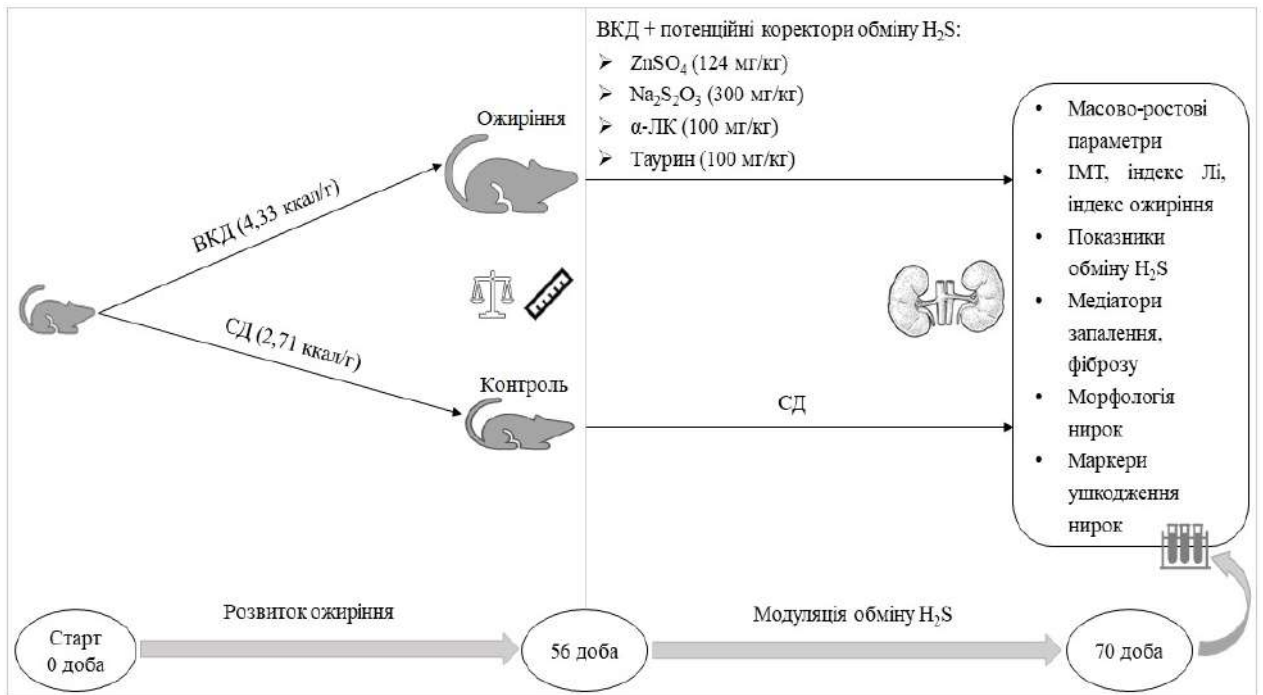 ВКД + потенційні коректори обміну H₂S:
➢ ZnSO₄ (124 мг/кг)
➢ Na₂S₂O₃ (300 мг/кг)
➢ α-ЛК (100 мг/кг)
➢ Таурин (100 мг/кг)
Ожиріння
ВКД (4,33 ккал/г)
СД (2,71 ккал/г)
Контроль
СД
• Масово-ростові
параметри
• ІМТ, індекс Лі,
індекс ожиріння
• Показники
обміну H₂S
• Медіатори
запалення,
фіброзу
• Морфологія
нирок
• Маркери
ушкодження
нирок
Старт
0 доба
Розвиток ожиріння
56 доба
Модуляція обміну H₂S
70 доба